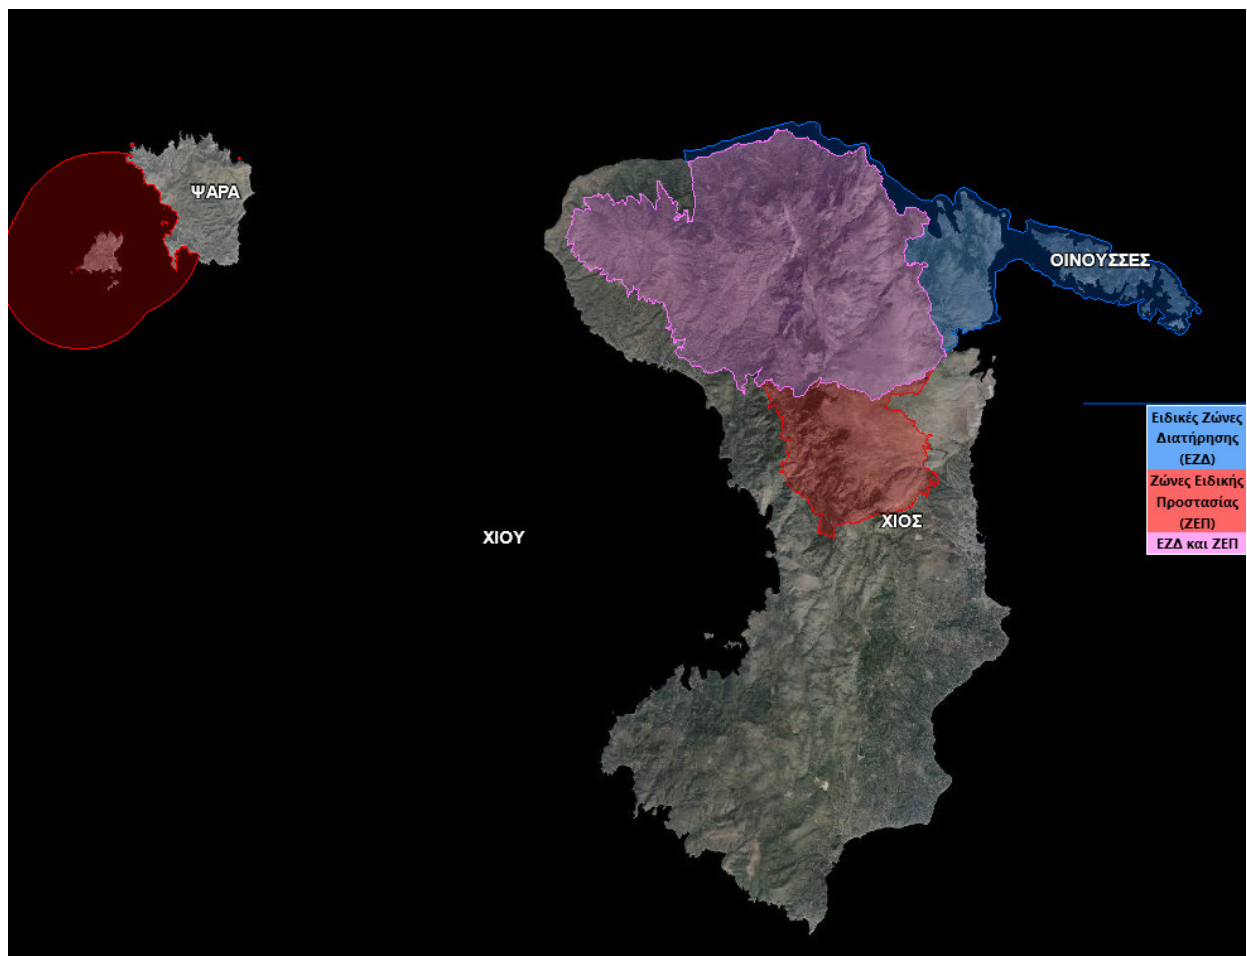 ΨΑΡΑ
ΟΙΝΟΥΣΣΕΣ
Ειδικές Ζώνες
Διατήρησης
(ΕΖΔ)
Ζώνες Ειδικής
Προστασίας
(ΖΕΠ)
ΕΖΔ και ΖΕΠ
ΧΙΟΣ
ΧΙΟΥ